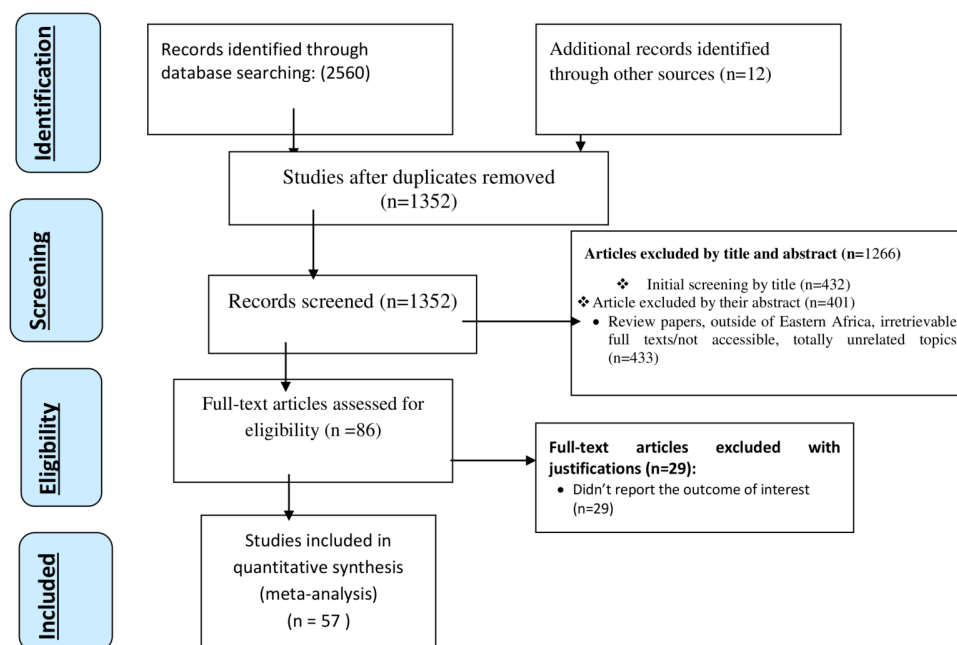 Identification
Records identified through
database searching: (2560)
Additional records identified
through other sources (n=12)
Studies after duplicates removed
(n=1352)
Screening
Records screened (n=1352)
Articles excluded by title and abstract (n=1266)
❖ Initial screening by title (n=432)
❖ Article excluded by their abstract (n=401)
• Review papers, outside of Eastern Africa, irretrievable
full texts/not accessible, totally unrelated topics
(n=433)
Eligibility
Full-text articles assessed for
eligibility (n =86)
Full-text articles excluded with
justifications (n=29):
• Didn’t report the outcome of interest
(n=29)
Included
Studies included in
quantitative synthesis
(meta-analysis)
(n = 57 )